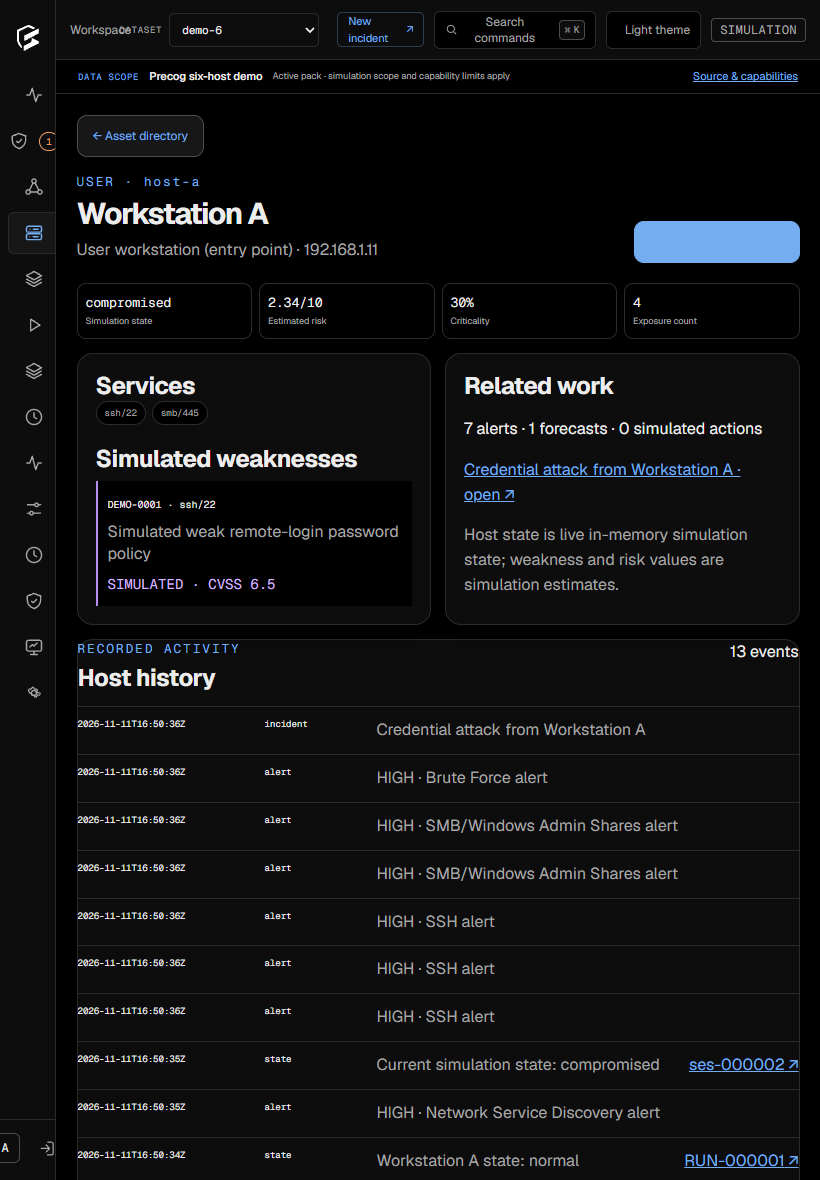 Workspace DATASET demo-6 New incident ↗ Search commands ⌘ K Light theme SIMULATION
DATA SCOPE Precog six-host demo Active pack · simulation scope and capability limits apply Source & capabilities
1
← Asset directory
USER · host-a
Workstation A
User workstation (entry point) · 192.168.1.11
compromised
Simulation state
2.34/10
Estimated risk
30%
Criticality
4
Exposure count
Services
ssh/22 smb/445
Simulated weaknesses
DEMO-0001 · ssh/22
Simulated weak remote-login password
policy
SIMULATED · CVSS 6.5
Related work
7 alerts · 1 forecasts · 0 simulated actions
Credential attack from Workstation A ·
open ↗
Host state is live in-memory simulation
state; weakness and risk values are
simulation estimates.
RECORDED ACTIVITY
Host history
13 events
2026-11-11T16:50:36Z incident Credential attack from Workstation A
2026-11-11T16:50:36Z alert HIGH · Brute Force alert
2026-11-11T16:50:36Z alert HIGH · SMB/Windows Admin Shares alert
2026-11-11T16:50:36Z alert HIGH · SMB/Windows Admin Shares alert
2026-11-11T16:50:36Z alert HIGH · SSH alert
2026-11-11T16:50:36Z alert HIGH · SSH alert
2026-11-11T16:50:36Z alert HIGH · SSH alert
2026-11-11T16:50:35Z state Current simulation state: compromised ses-000002 ↗
2026-11-11T16:50:35Z alert HIGH · Network Service Discovery alert
2026-11-11T16:50:34Z state Workstation A state: normal RUN-000001 ↗
A